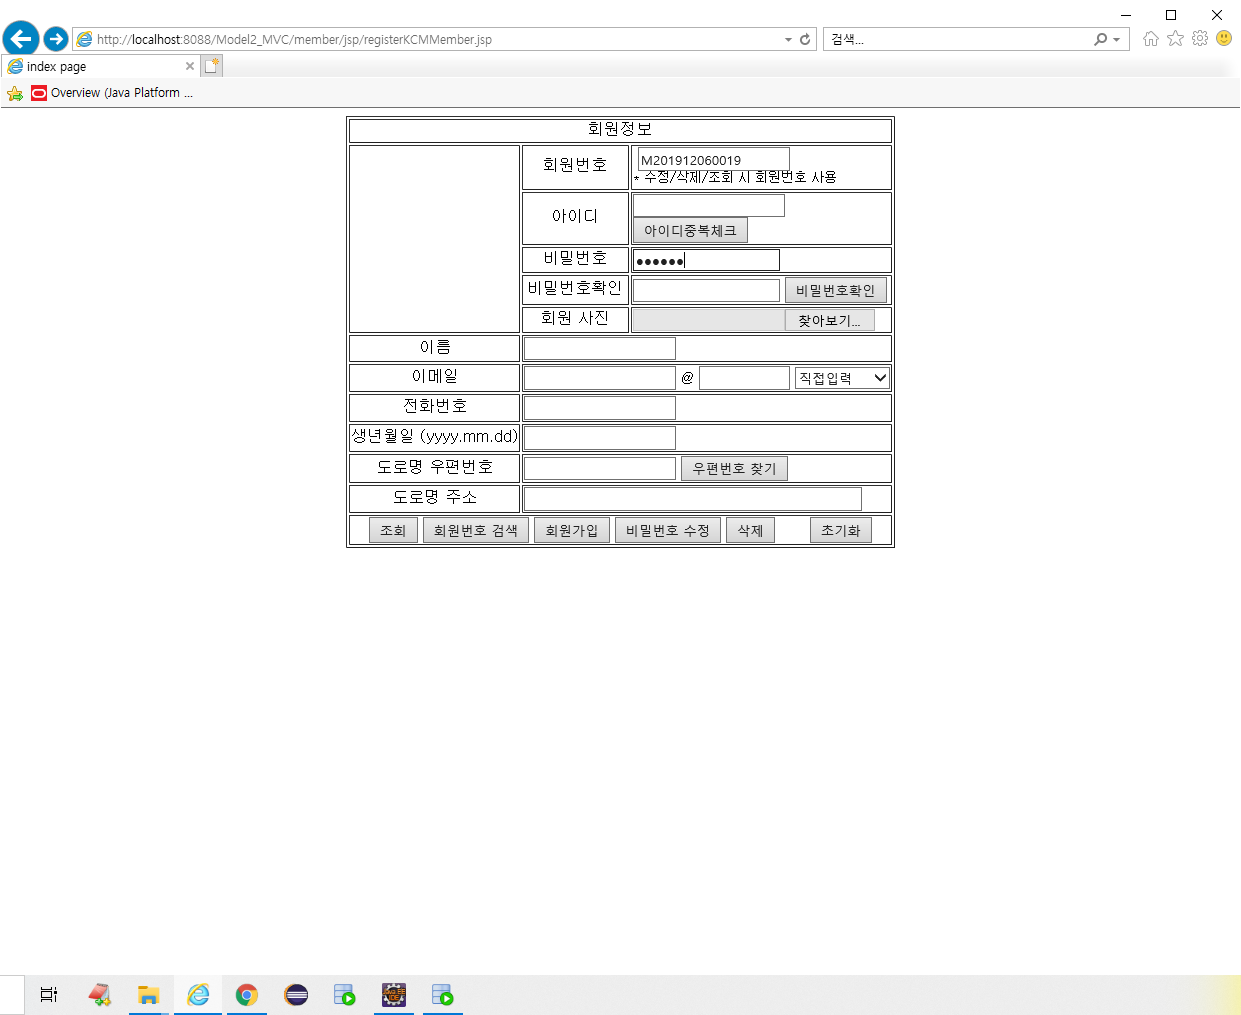 http://localhost:8088/Model2_MVC/member/jsp/registerKCMMember.jsp
검색...
index page
Overview (Java Platform ...
회원정보
회원번호
M201912060019
* 수정/삭제/조회 시 회원번호 사용
아이디
아이디중복체크
비밀번호
●●●●●●
비밀번호확인
비밀번호확인
회원 사진
찾아보기...
이름
이메일
@
직접입력
전화번호
생년월일 (yyyy.mm.dd)
도로명 우편번호
우편번호 찾기
도로명 주소
조회 회원번호 검색 회원가입 비밀번호 수정 삭제 초기화
Java EE
IDE